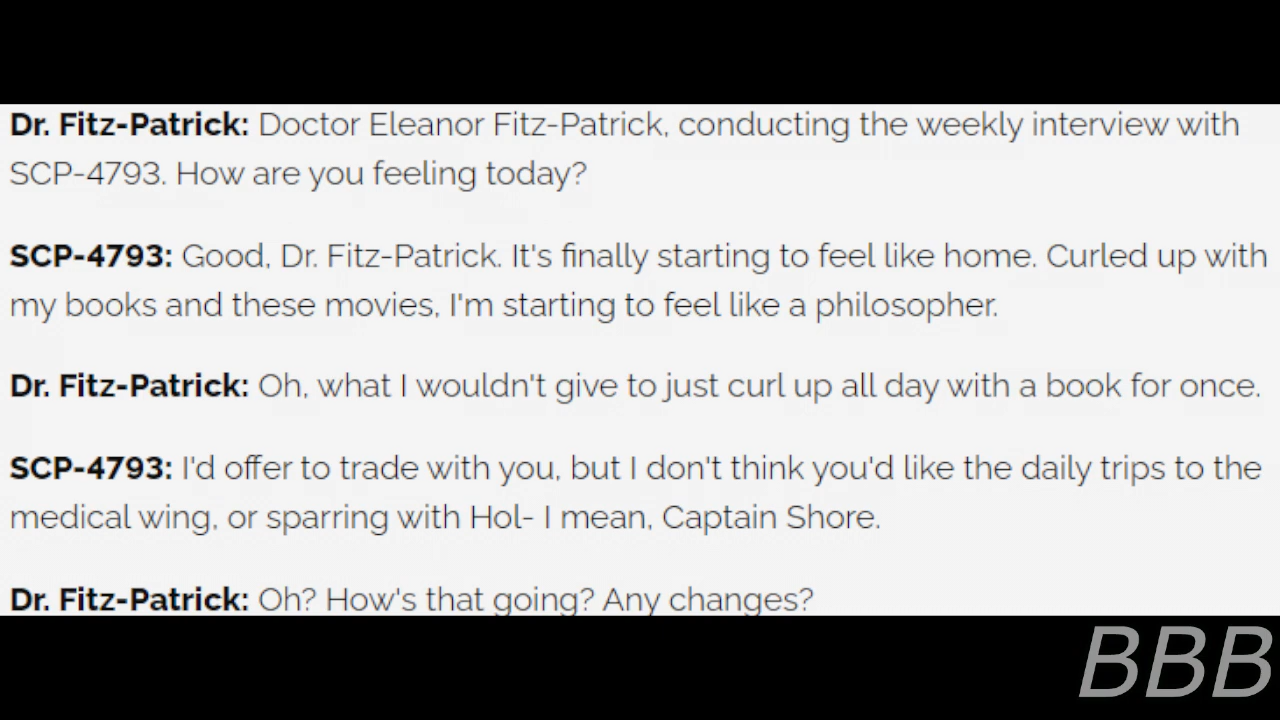 Dr. Fitz-Patrick: Doctor Eleanor Fitz-Patrick, conducting the weekly interview with
SCP-4793. How are you feeling today?
SCP-4793: Good, Dr. Fitz-Patrick. It's finally starting to feel like home. Curled up with
my books and these movies, I'm starting to feel like a philosopher.
Dr. Fitz-Patrick: Oh, what I wouldn't give to just curl up all day with a book for once.
SCP-4793: I'd offer to trade with you, but I don't think you'd like the daily trips to the
medical wing, or sparring with Hol- I mean, Captain Shore.
Dr. Fitz-Patrick: Oh? How's that going? Any changes?
BBB